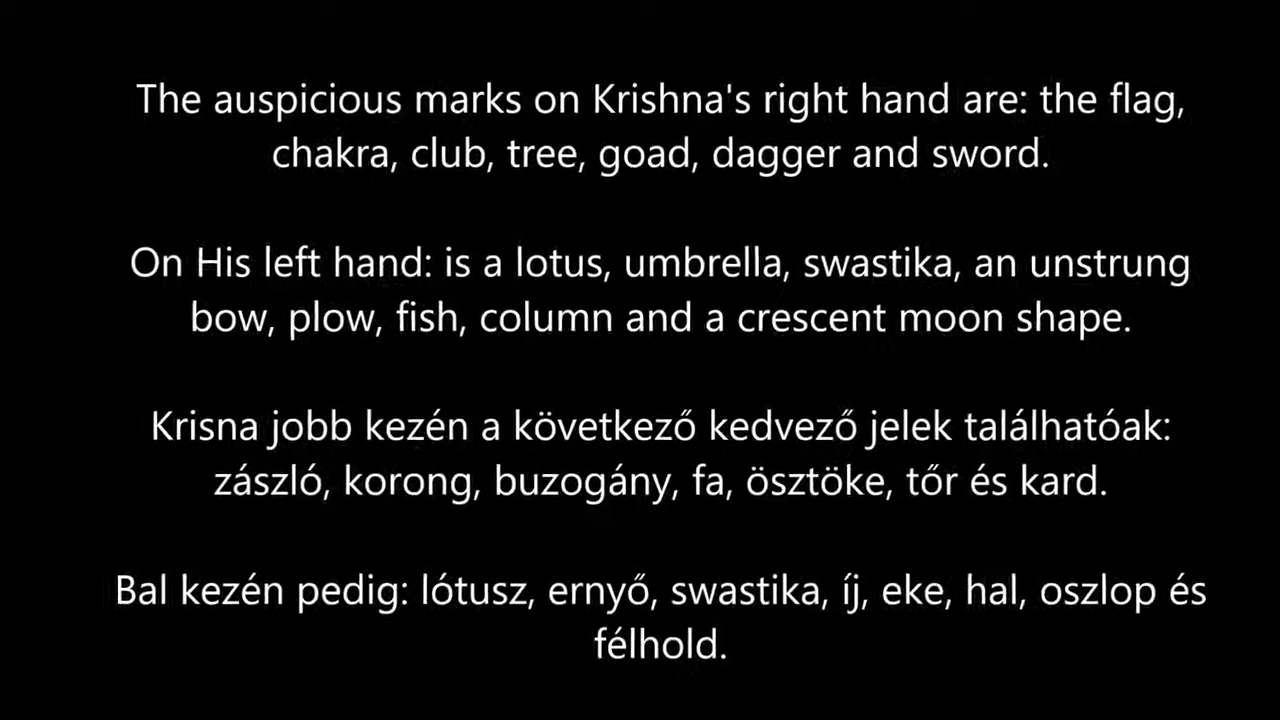 The auspicious marks on Krishna's right hand are: the flag,
chakra, club, tree, goad, dagger and sword.
On His left hand: is a lotus, umbrella, swastika, an unstrung
bow, plow, fish, column and a crescent moon shape.
Krisna jobb kezén a következő kedvező jelek találhatóak:
zászló, korong, buzogány, fa, ösztöke, tőr és kard.
Bal kezén pedig: lótusz, ernyő, swastika, íj, eke, hal, oszlop és
félhold.